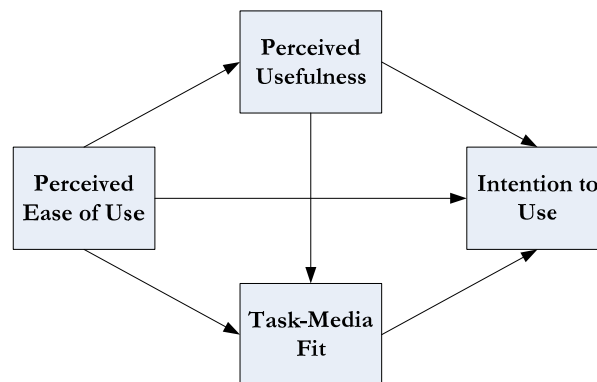 Perceived
Usefulness
Perceived
Ease of Use
Intention to
Use
Task-Media
Fit